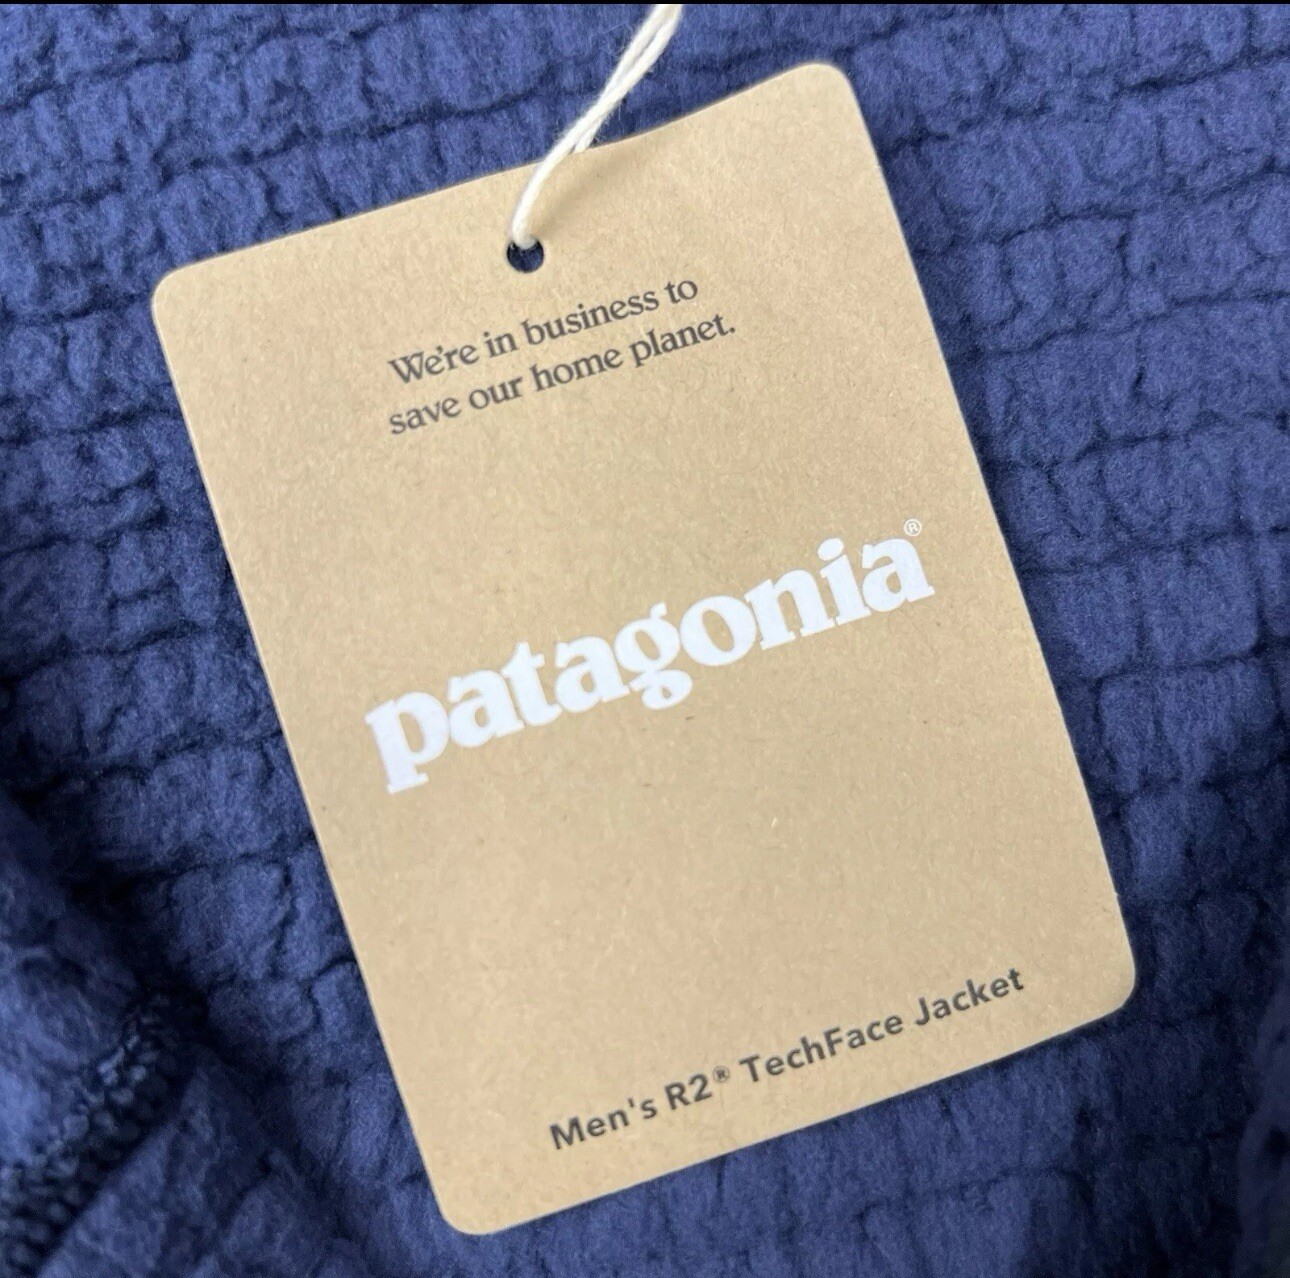 We're in business to
save our home planet.
patagonia®
Men's R2® TechFace Jacket